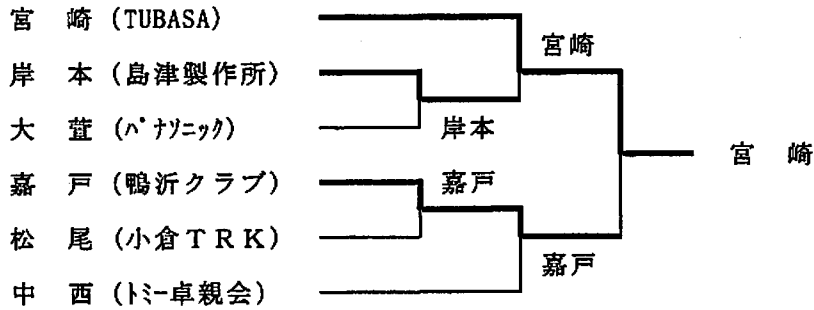 宮 崎 (TUBASA)
宮崎
岸 本 (島津製作所)
大 萱 (パナソニック)
岸本
宮 崎
嘉 戸 (鴨沂クラブ)
嘉戸
松 尾 (小倉TRK)
嘉戸
中 西 (トミー卓親会)